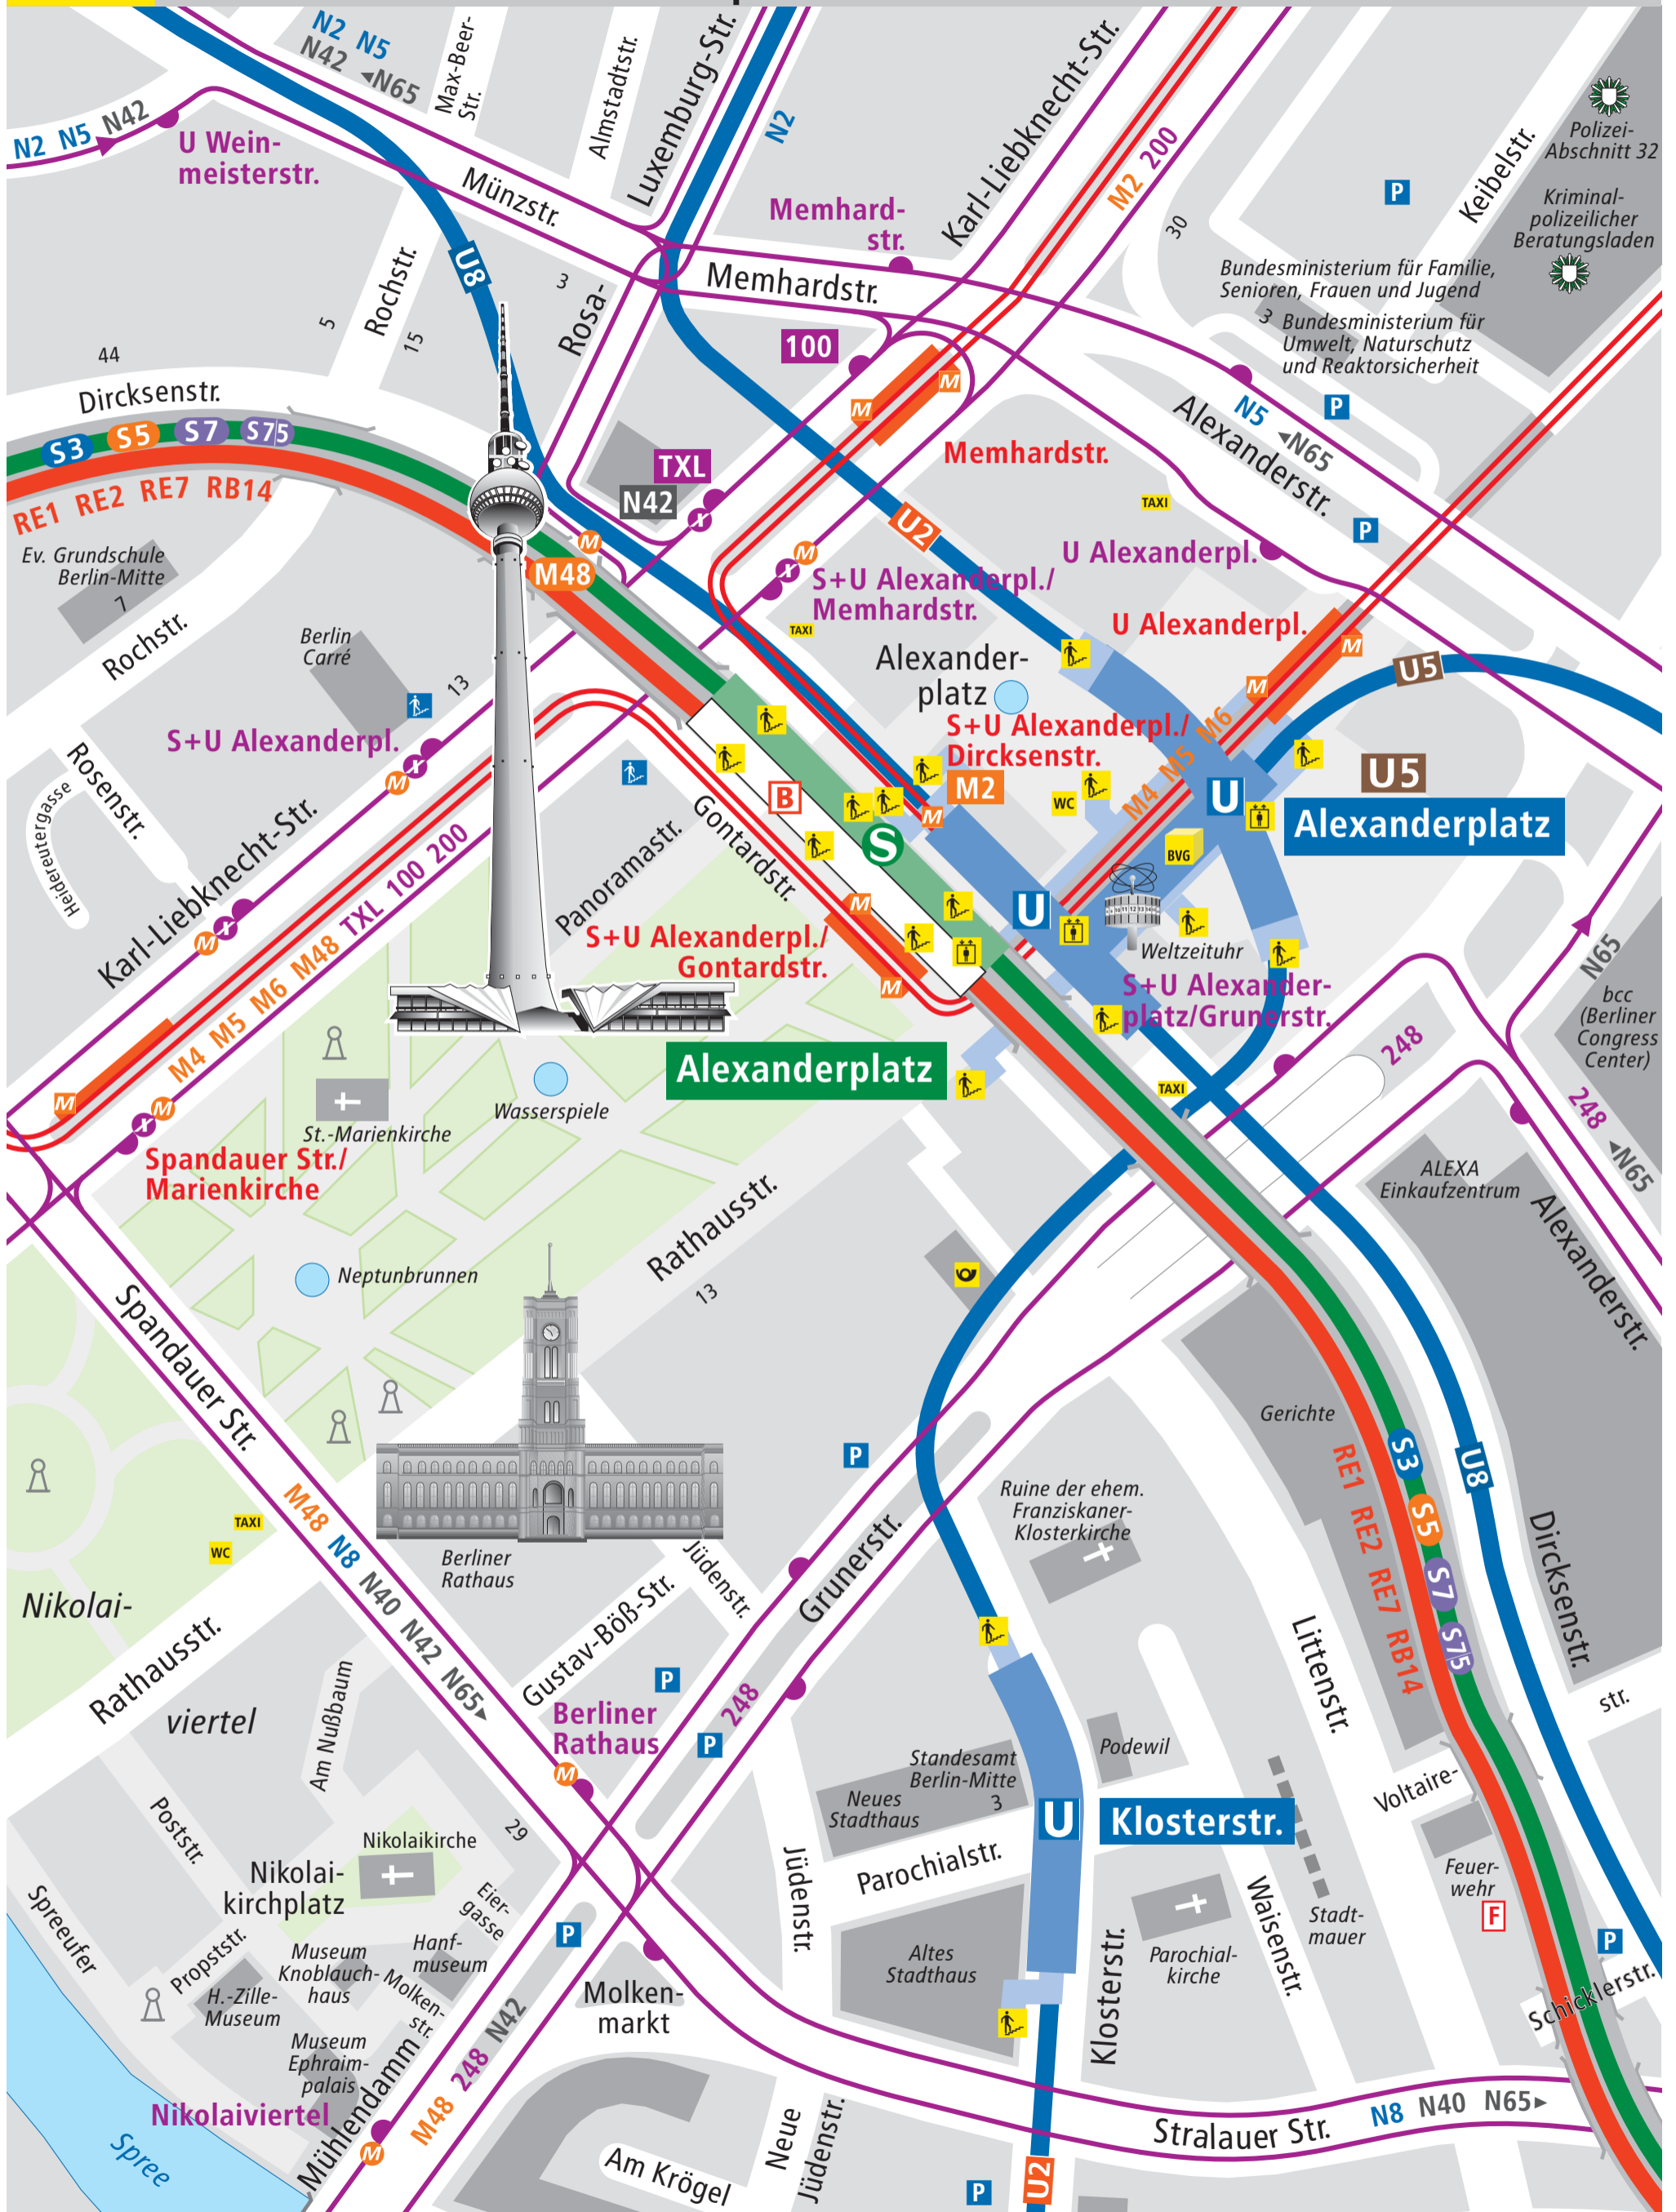 N2 N5
N42 ◄N65
Max-Beer-
Str.
Almstadtstr.
Luxemburg-Str.
N2
Karl-Liebknecht-Str.
M2 200
30
Keibelstr.
P
Polizei-
Abschnitt 32
Kriminal-
polizeilicher
Beratungsladen
N2 N5 N42
U Wein-
meisterstr.
Münzstr.
Memhard-
str.
Memhardstr.
U8
Rochstr.
5
15
3
Rosa-
44
Dircksenstr.
100
M
M
Bundesministerium für Familie,
Senioren, Frauen und Jugend
3 Bundesministerium für
Umwelt, Naturschutz
und Reaktorsicherheit
P
N5 ◄N65
Alexanderstr.
P
S3 S5 S7 S75
RE1 RE2 RE7 RB14
TXL
N42
X
Memhardstr.
TAXI
U2
U Alexanderpl.
Ev. Grundschule
Berlin-Mitte
7
M
M48
M
X
S+U Alexanderpl./
Memhardstr.
TAXI
U Alexanderpl.
M
M
U5
Rochstr.
Berlin
Carré
13
Alexander-
platz
S+U Alexanderpl.
X
M
S+U Alexanderpl./
Dircksenstr.
M2
M
M4 M5 M6
WC
U
U5
Alexanderplatz
BVG
Rosenstr.
Heidereutergasse
Karl-Liebknecht-Str.
X
M
M4 M5 M6 M48 TXL 100 200
Panoramastr.
Gontardstr.
B
S
U
Weltzeituhr
M
M
S+U Alexanderpl./
Gontardstr.
S+U Alexander-
platz/Grunerstr.
N65
bcc
(Berliner
Congress
Center)
248
248 ◄N65
Alexanderplatz
TAXI
M
M
X
St.-Marienkirche
Wasserspiele
Spandauer Str./
Marienkirche
ALEXA
Einkaufzentrum
Alexanderstr.
Rathausstr.
13
Neptunbrunnen
Spandauer Str.
Gerichte
P
S3 S5 S7 S75
U8
RE1 RE2 RE7 RB14
Ruine der ehem.
Franziskaner-
Klosterkirche
Dircksenstr.
TAXI
WC
M48 N8 N40 N42 N65►
Berliner
Rathaus
Jüdenstr.
Grunerstr.
Nikolai-
viertel
Rathausstr.
Gustav-Böß-Str.
P
Littenstr.
str.
Am Nußbaum
Berliner
Rathaus
M
P
248
Standesamt
Berlin-Mitte
3
Neues
Stadthaus
Podewil
Voltaire-
U
Klosterstr.
Poststr.
29
Nikolaikirche
Nikolai-
kirchplatz
Eier-
gasse
Jüdenstr.
Parochialstr.
Feuer-
wehr
F
Spreeufer
Propststr.
Museum
Knoblauch-
haus
Hanf-
museum
P
Altes
Stadthaus
Klosterstr.
Parochial-
kirche
Waisenstr.
Stadt-
mauer
P
H.-Zille-
Museum
Molken-
str.
Molken-
markt
Schicklerstr.
Museum
Ephraim-
palais
Nikolaiviertel
M
Mühlendamm
M48 248 N42
Spree
Am Krögel
Neue
Jüdenstr.
Stralauer Str.
N8 N40 N65►
U2
P